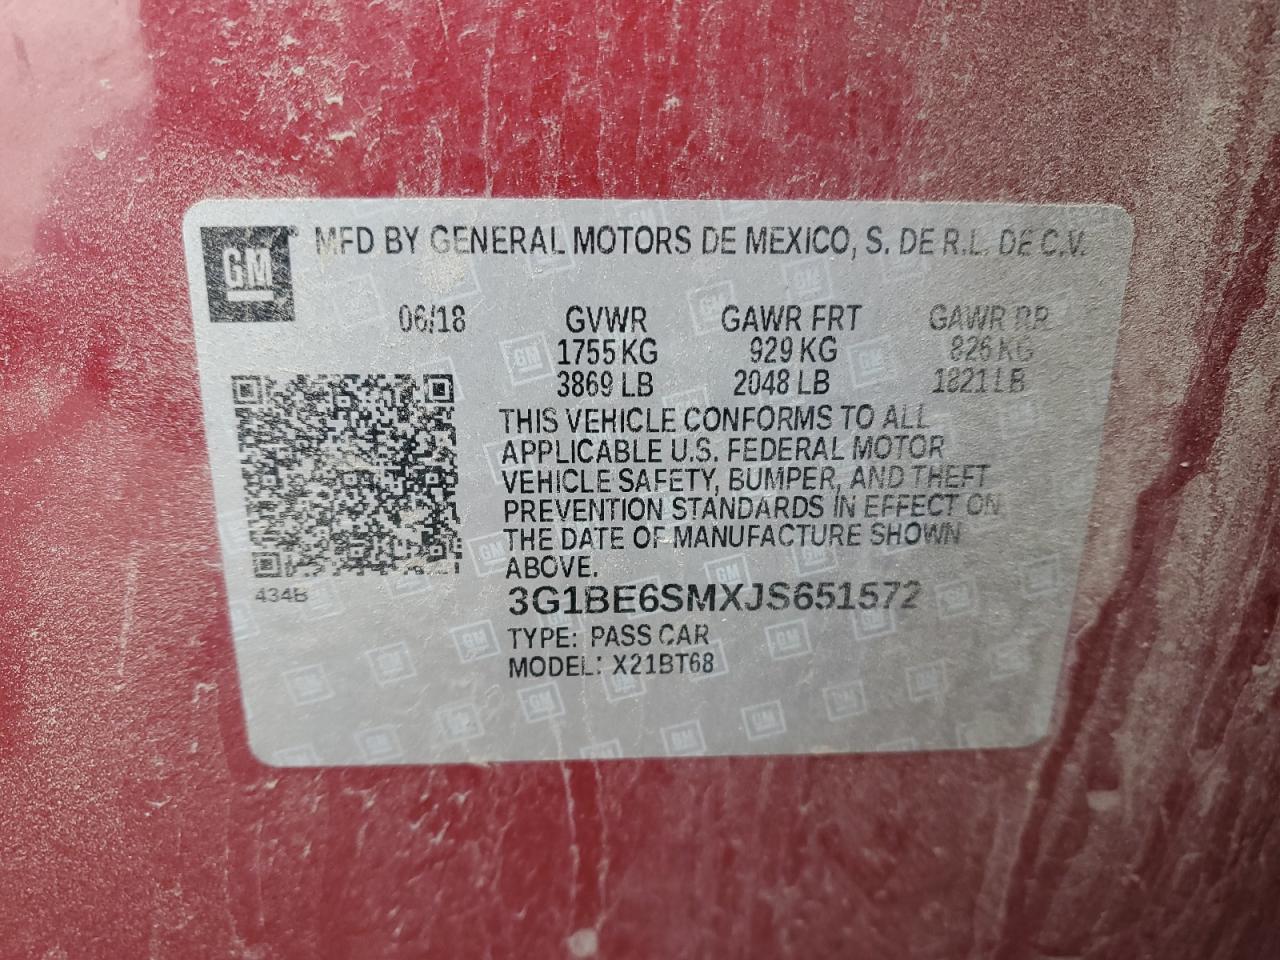 GM
MFD BY GENERAL MOTORS DE MEXICO, S. DE R.L. DE C.V.
06/18 GVWR GAWR FRT GAWR RR
1755 KG 929 KG 826 KG
3869 LB 2048 LB 1821 LB
THIS VEHICLE CONFORMS TO ALL
APPLICABLE U.S. FEDERAL MOTOR
VEHICLE SAFETY, BUMPER, AND THEFT
PREVENTION STANDARDS IN EFFECT ON
THE DATE OF MANUFACTURE SHOWN
ABOVE.
434B
3G1BE6SMXJS651572
TYPE: PASS CAR
MODEL: X21BT68